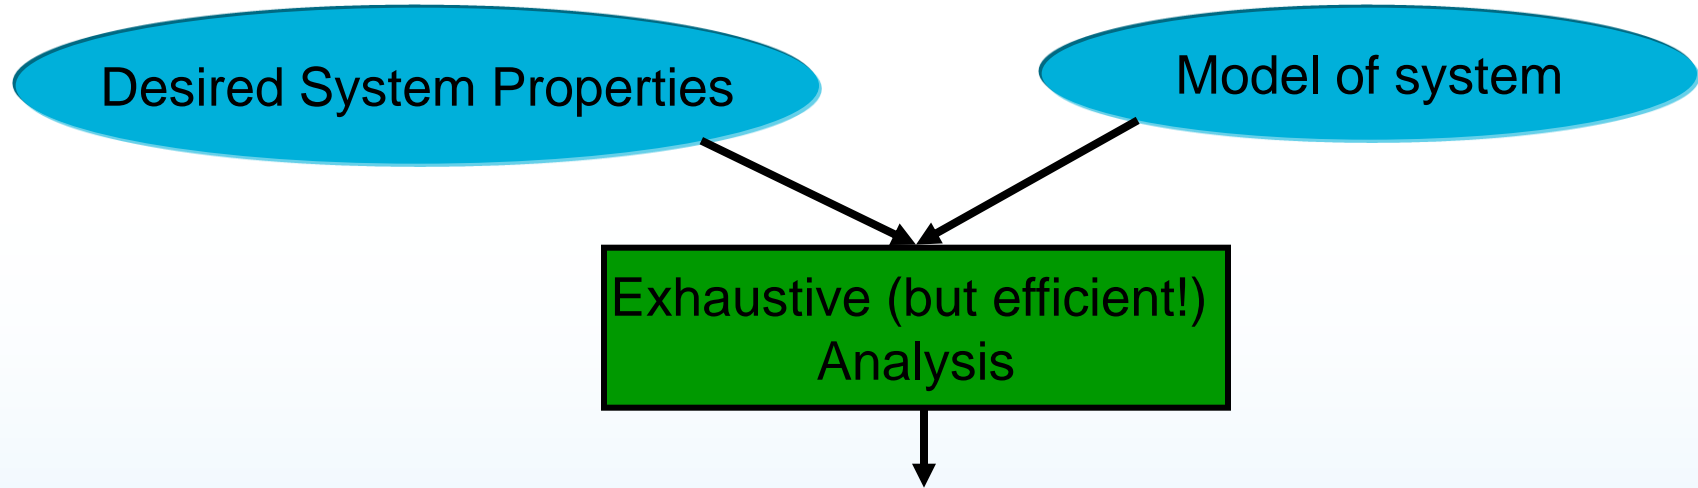 Desired System Properties
Model of system
Exhaustive (but efficient!)
Analysis